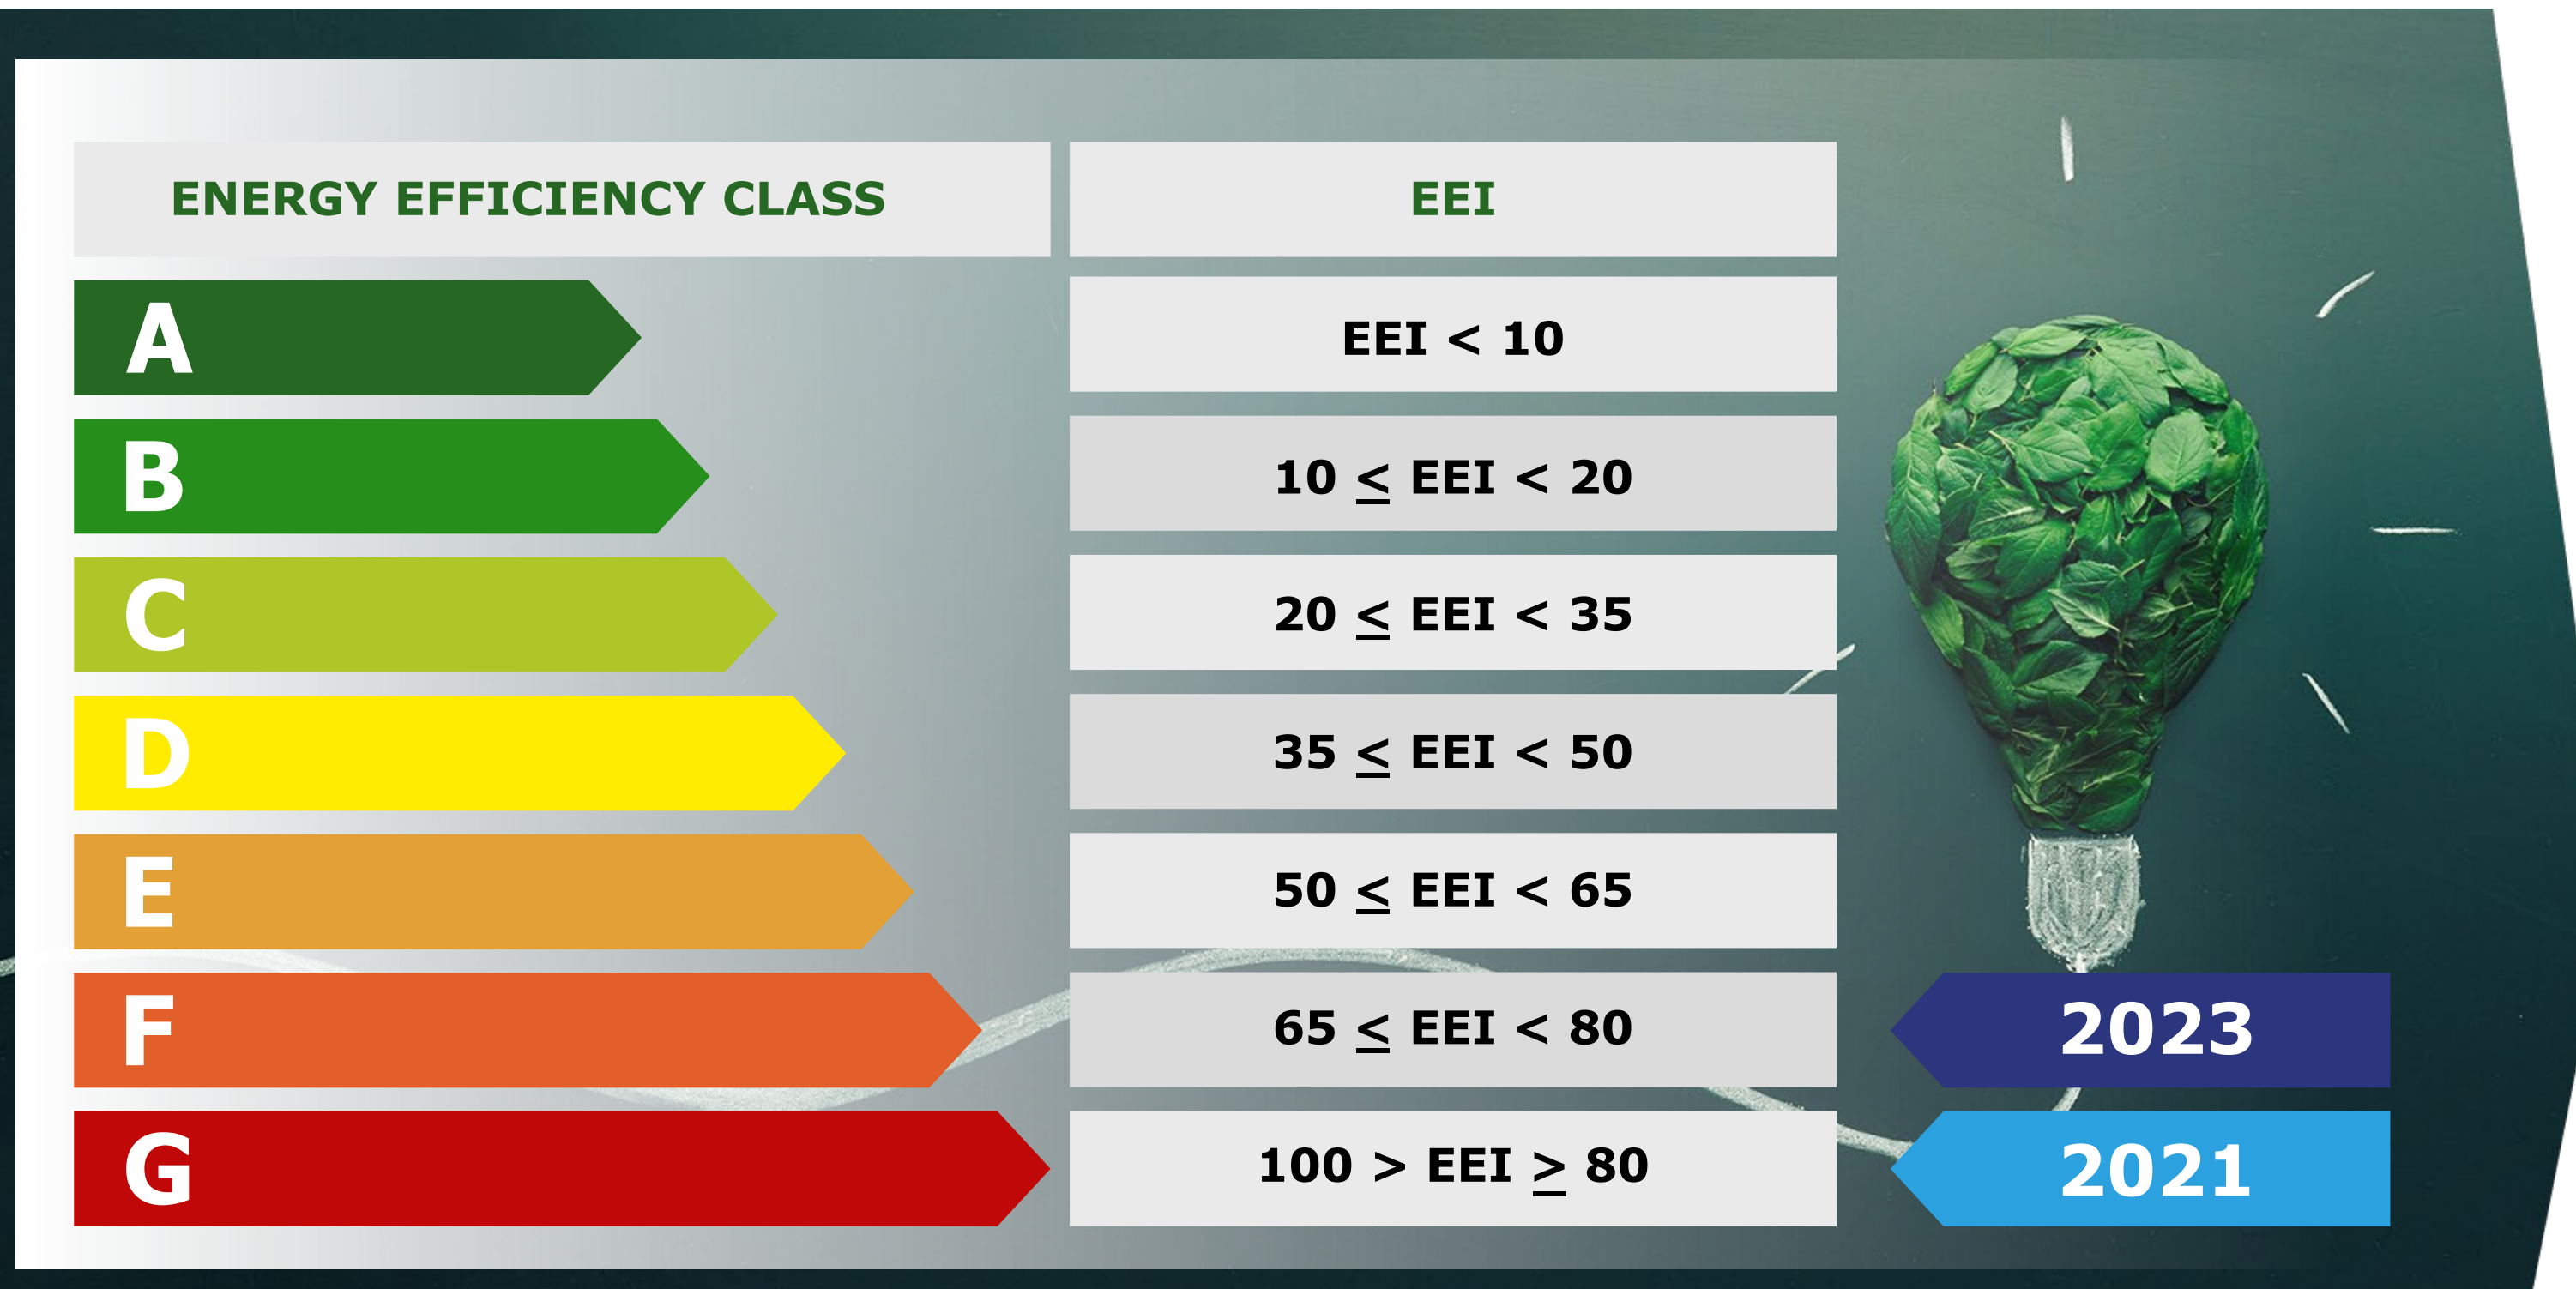 ENERGY EFFICIENCY CLASS EEI
A EEI < 10
B 10 ≤ EEI < 20
C 20 ≤ EEI < 35
D 35 ≤ EEI < 50
E 50 ≤ EEI < 65
F 65 ≤ EEI < 80 2023
G 100 > EEI ≥ 80 2021